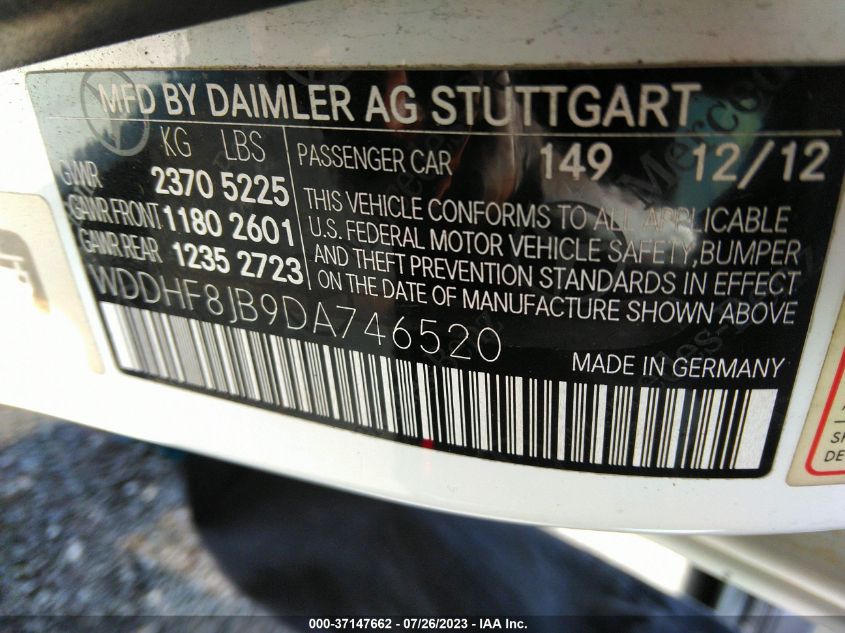 MFD BY DAIMLER AG STUTTGART
KG LBS
GVWR 2370 5225
GAWR FRONT 1180 2601
GAWR REAR 1235 2723
PASSENGER CAR 149 12/12
THIS VEHICLE CONFORMS TO ALL APPLICABLE
U.S. FEDERAL MOTOR VEHICLE SAFETY, BUMPER
AND THEFT PREVENTION STANDARDS IN EFFECT
ON THE DATE OF MANUFACTURE SHOWN ABOVE
WDDHF8JB9DA746520
MADE IN GERMANY
000-37147662 - 07/26/2023 - IAA Inc.